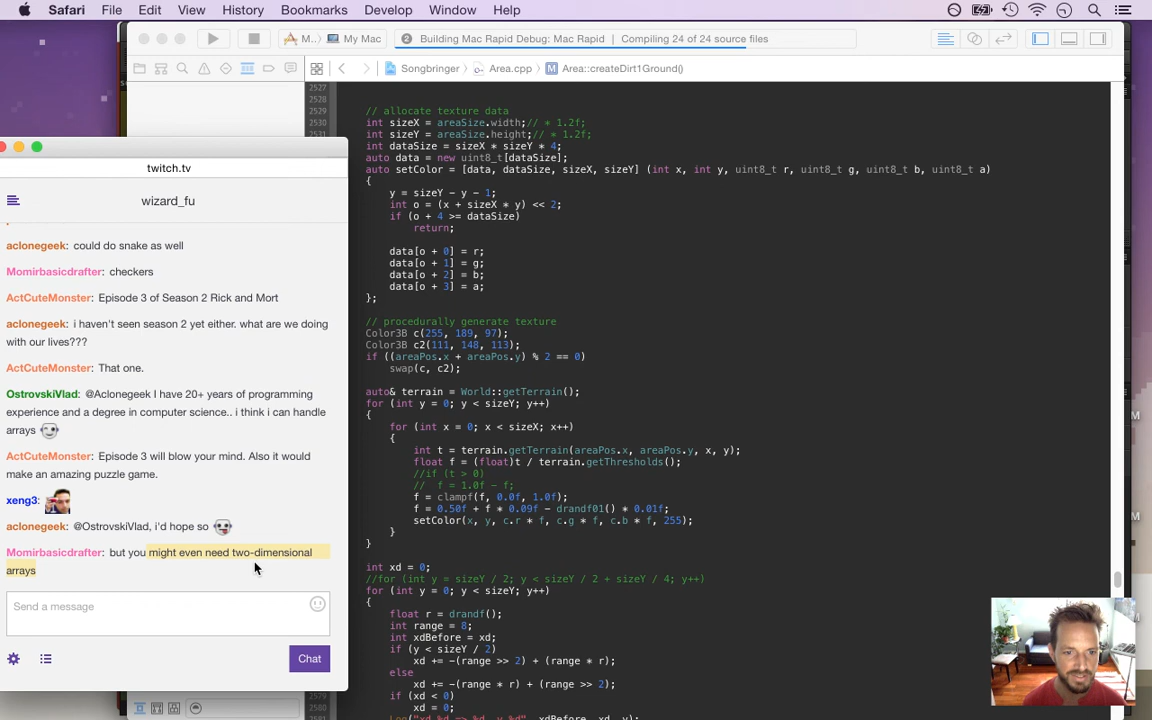 Safari File Edit View History Bookmarks Develop Window Help
M.. My Mac
2 Building Mac Rapid Debug: Mac Rapid | Compiling 24 of 24 source files
Songbringer Area.cpp M Area::createDirt1Ground()
twitch.tv
wizard_fu
aclonegeek: could do snake as well
Momirbasicdrafter: checkers
ActCuteMonster: Episode 3 of Season 2 Rick and Mort
aclonegeek: i haven't seen season 2 yet either. what are we doing
with our lives???
ActCuteMonster: That one.
OstrovskiVlad: @Aclonegeek I have 20+ years of programming
experience and a degree in computer science.. i think i can handle
arrays
ActCuteMonster: Episode 3 will blow your mind. Also it would
make an amazing puzzle game.
xeng3:
aclonegeek: @OstrovskiVlad, i'd hope so
Momirbasicdrafter: but you might even need two-dimensional
arrays
Send a message
Chat
2527
2528
2529 // allocate texture data
2530 int sizeX = areaSize.width;// * 1.2f;
2531 int sizeY = areaSize.height;// * 1.2f;
int dataSize = sizeX * sizeY * 4;
auto data = new uint8_t[dataSize];
auto setColor = [data, dataSize, sizeX, sizeY] (int x, int y, uint8_t r, uint8_t g, uint8_t b, uint8_t a)
{
y = sizeY - y - 1;
int o = (x + sizeX * y) << 2;
if (o + 4 >= dataSize)
return;
data[o + 0] = r;
data[o + 1] = g;
data[o + 2] = b;
data[o + 3] = a;
};
// procedurally generate texture
Color3B c(255, 189, 97);
Color3B c2(111, 148, 113);
if ((areaPos.x + areaPos.y) % 2 == 0)
swap(c, c2);
auto& terrain = World::getTerrain();
for (int y = 0; y < sizeY; y++)
{
for (int x = 0; x < sizeX; x++)
{
int t = terrain.getTerrain(areaPos.x, areaPos.y, x, y);
float f = (float)t / terrain.getThresholds();
//if (t > 0)
// f = 1.0f - f;
f = clampf(f, 0.0f, 1.0f);
f = 0.50f + f * 0.09f - drandf01() * 0.01f;
setColor(x, y, c.r * f, c.g * f, c.b * f, 255);
}
}
int xd = 0;
//for (int y = sizeY / 2; y < sizeY / 2 + sizeY / 4; y++)
for (int y = 0; y < sizeY; y++)
{
float r = drandf();
int range = 8;
int xdBefore = xd;
if (y < sizeY / 2)
xd += -(range >> 2) + (range * r);
else
xd += -(range * r) + (range >> 2);
if (xd < 0)
2579 xd = 0;